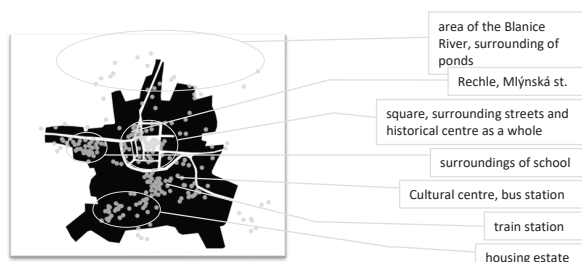 area of the Blanice
River, surrounding of
ponds
Rechle, Mlýnská st.
square, surrounding streets and
historical centre as a whole
surroundings of school
Cultural centre, bus station
train station
housing estate